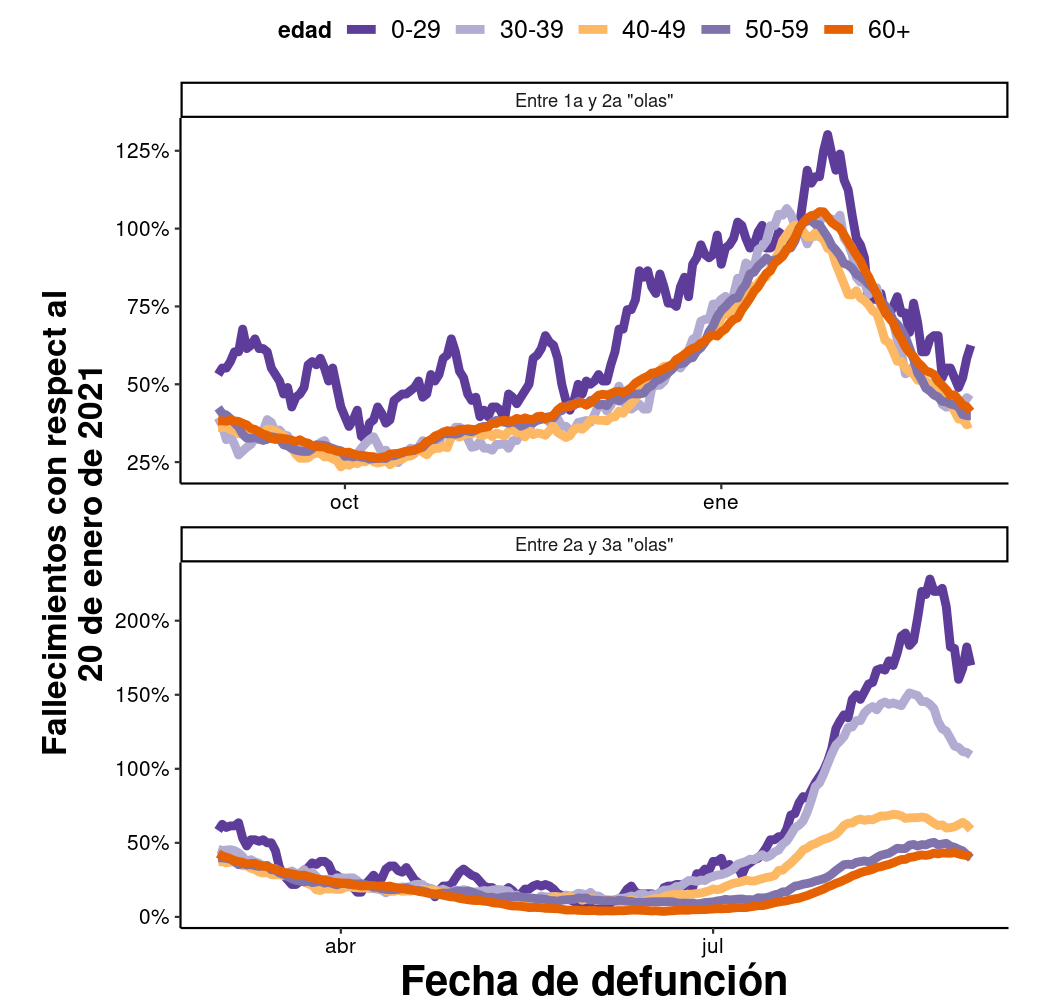 edad 0-29 30-39 40-49 50-59 60+
Entre 1a y 2a "olas"
125%
100%
75%
50%
25%
oct ene
Fallecimientos con respect al
20 de enero de 2021
Entre 2a y 3a "olas"
200%
150%
100%
50%
0%
abr jul
Fecha de defunción